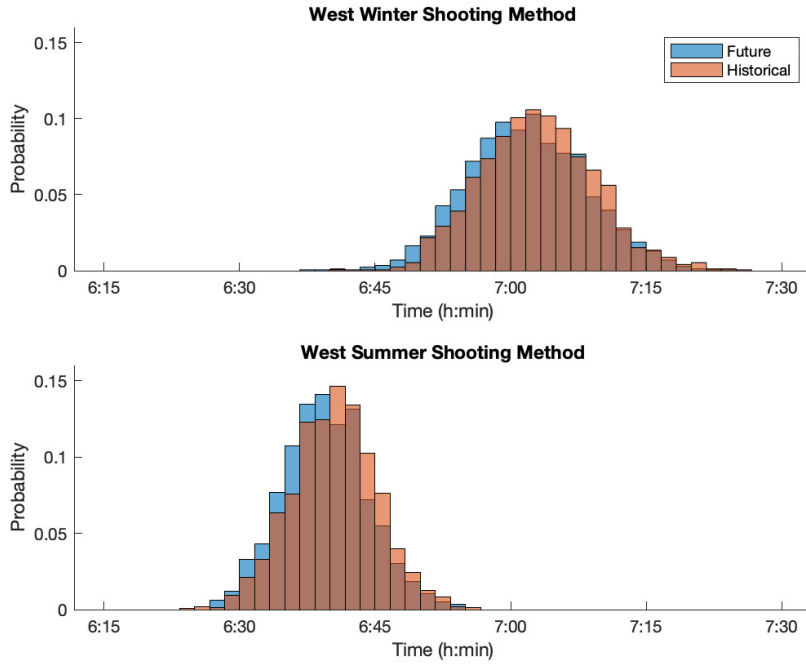 West Winter Shooting Method
0.15
0.1
0.05
0
Probability
Future
Historical
6:15 6:30 6:45 7:00 7:15 7:30
Time (h:min)
West Summer Shooting Method
0.15
0.1
0.05
0
Probability
6:15 6:30 6:45 7:00 7:15 7:30
Time (h:min)